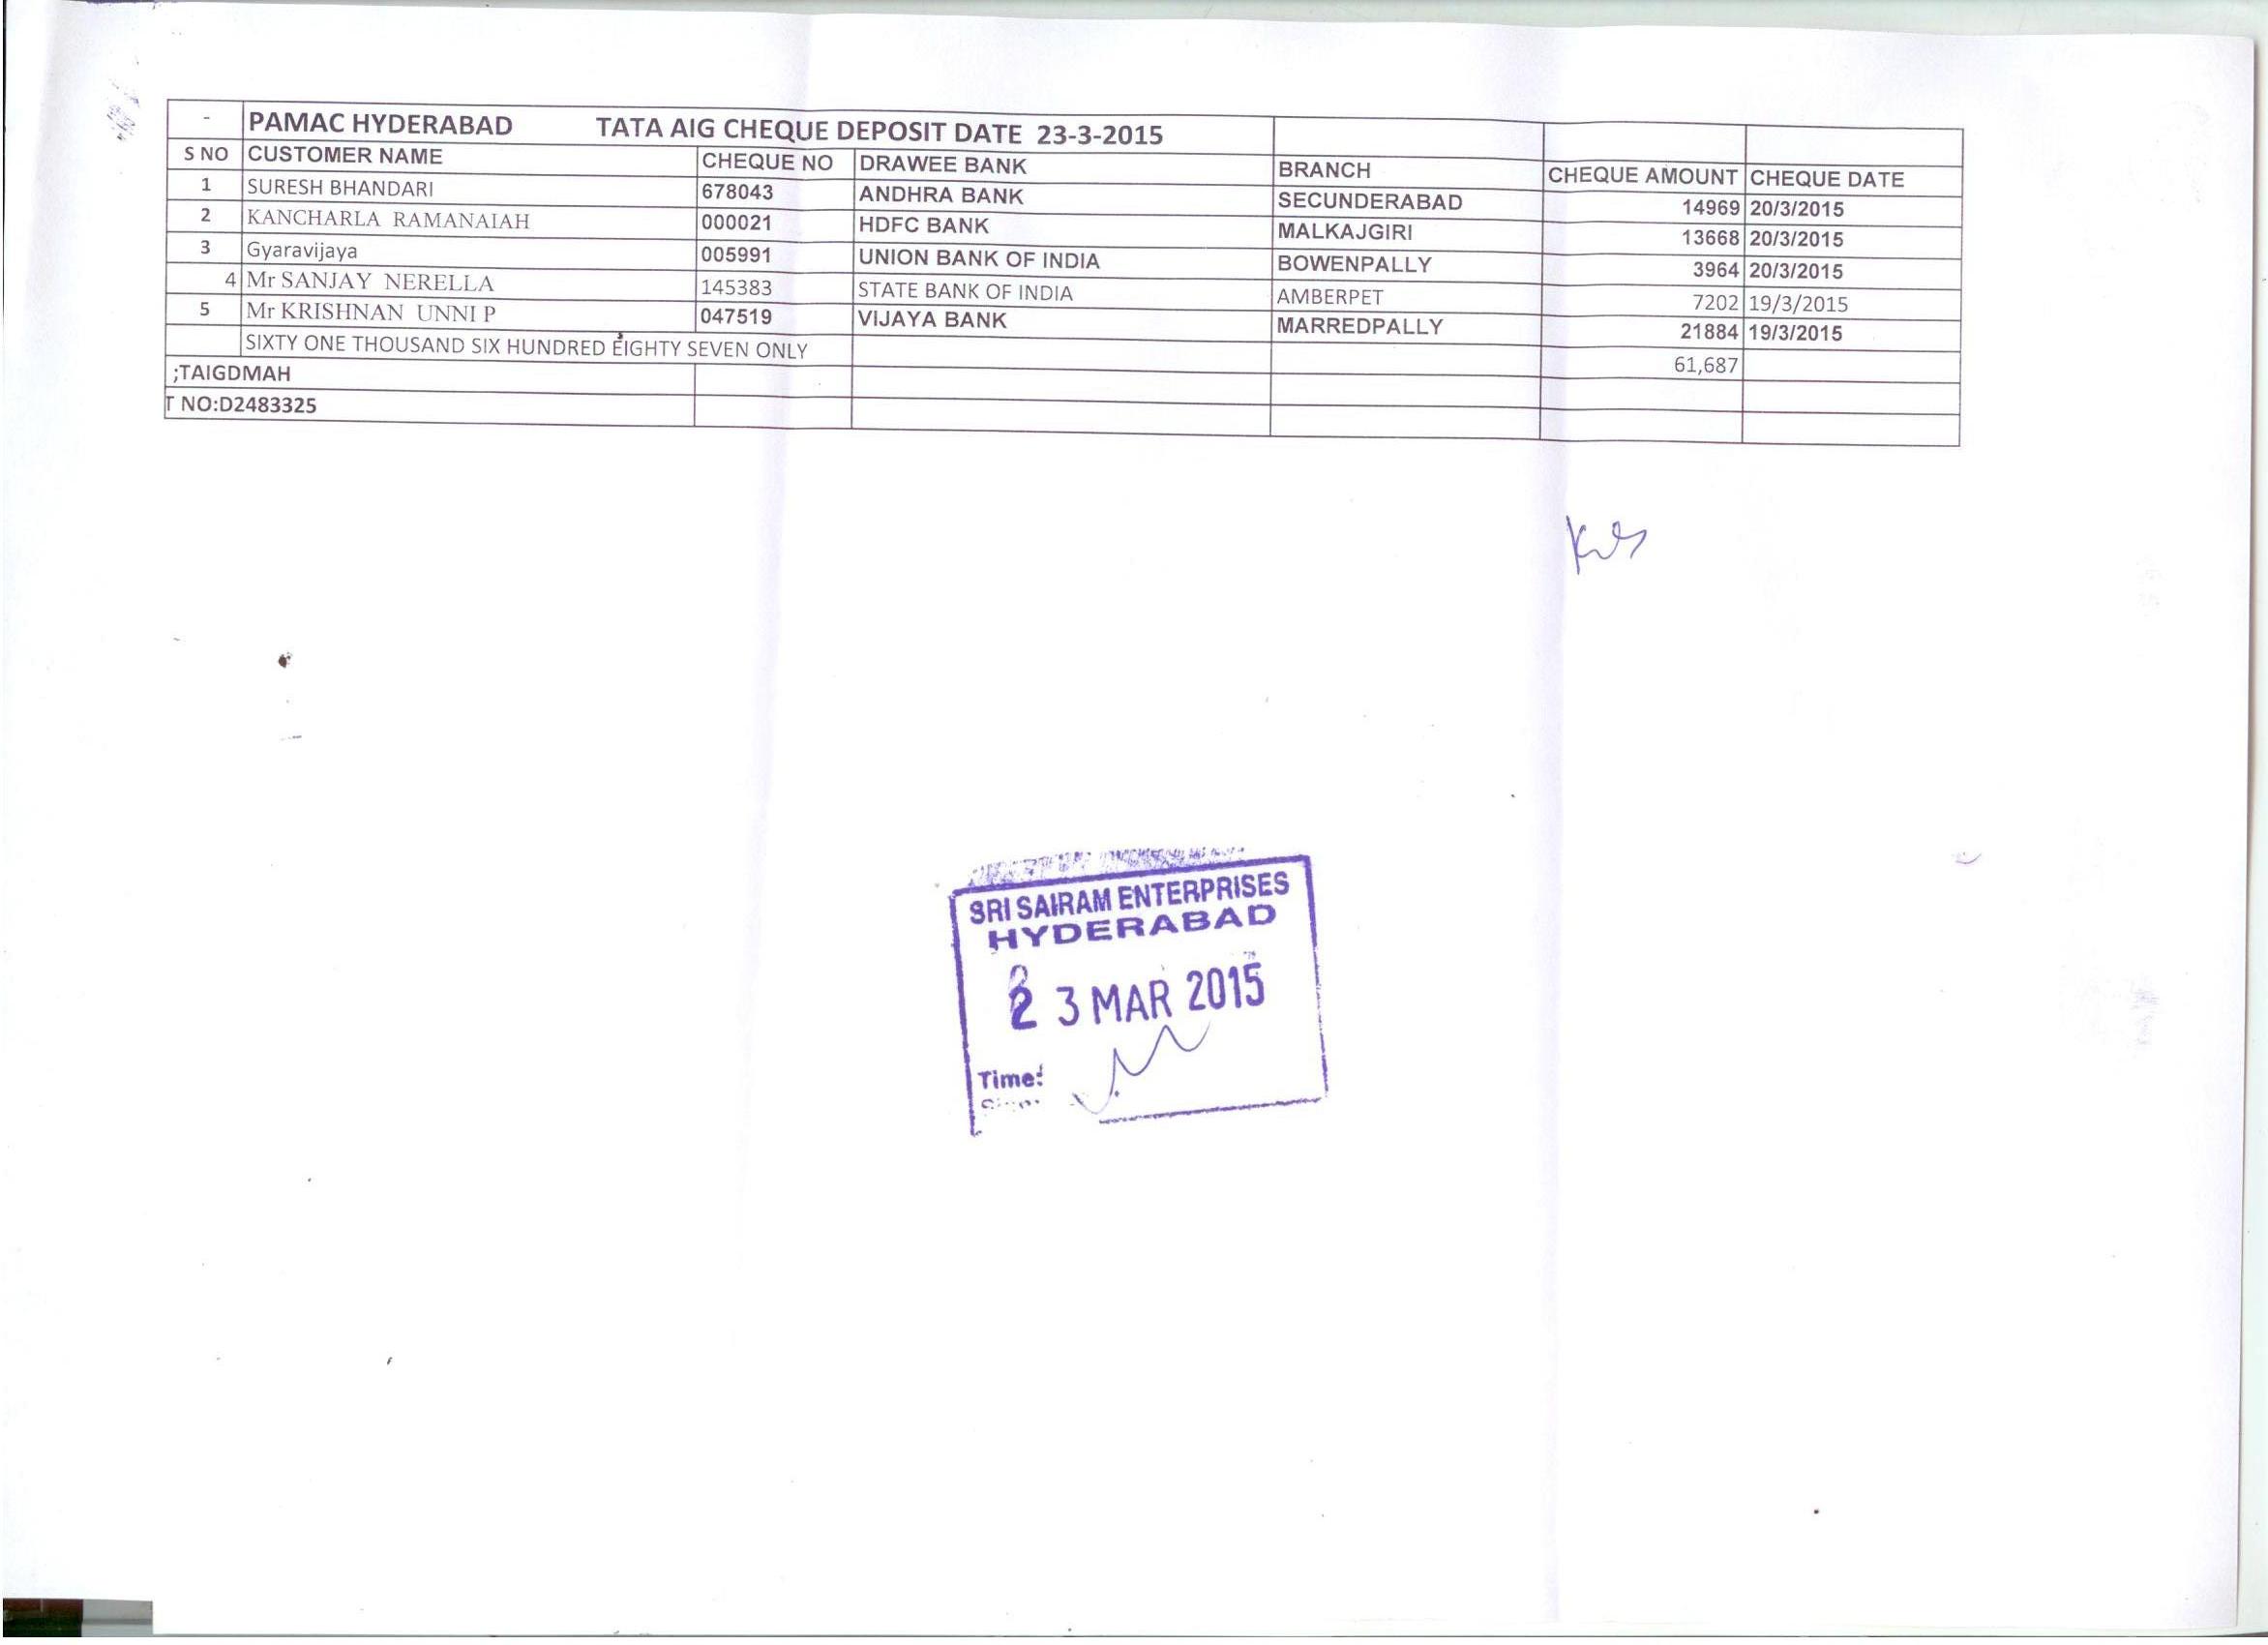 - PAMAC HYDERABAD TATA AIG CHEQUE DEPOSIT DATE 23-3-2015
S NO CUSTOMER NAME CHEQUE NO DRAWEE BANK BRANCH CHEQUE AMOUNT CHEQUE DATE
1 SURESH BHANDARI 678043 ANDHRA BANK SECUNDERABAD 14969 20/3/2015
2 KANCHARLA RAMANAIAH 000021 HDFC BANK MALKAJGIRI 13668 20/3/2015
3 Gyaravijaya 005991 UNION BANK OF INDIA BOWENPALLY 3964 20/3/2015
4 Mr SANJAY NERELLA 145383 STATE BANK OF INDIA AMBERPET 7202 19/3/2015
5 Mr KRISHNAN UNNI P 047519 VIJAYA BANK MARREDPALLY 21884 19/3/2015
SIXTY ONE THOUSAND SIX HUNDRED EIGHTY SEVEN ONLY 61,687
;TAIGDMAH
T NO:D2483325
SRI SAIRAM ENTERPRISES
HYDERABAD
23 MAR 2015
Time: